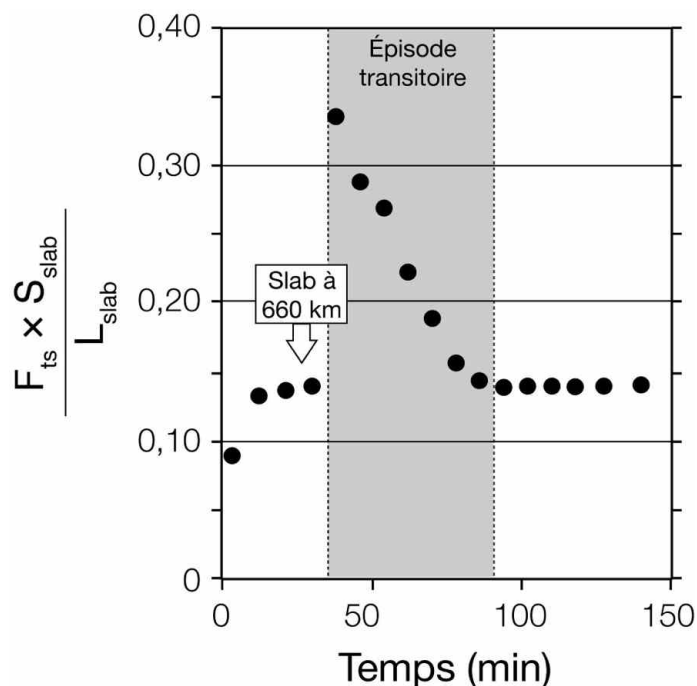 0,40
0,30
0,20
0,10
0
Épisode
transitoire
Slab à
660 km
F_ts × S_slab
L_slab
0
50
100
150
Temps (min)